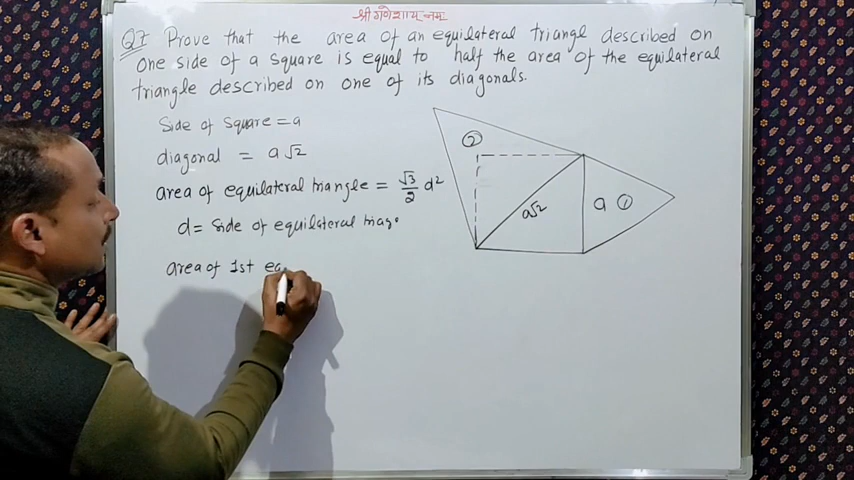 श्री गणेशाय नमः
Q7 Prove that the area of an equilateral triangl described on
one side of a square is equal to half the area of the equilateral
triangle described on one of its diagonals.
Side of square = a
diagonal = a√2
area of equilateral triangle = √3/2 d²
d = side of equilateral triag.
area of 1st eq
②
a√2
a ①